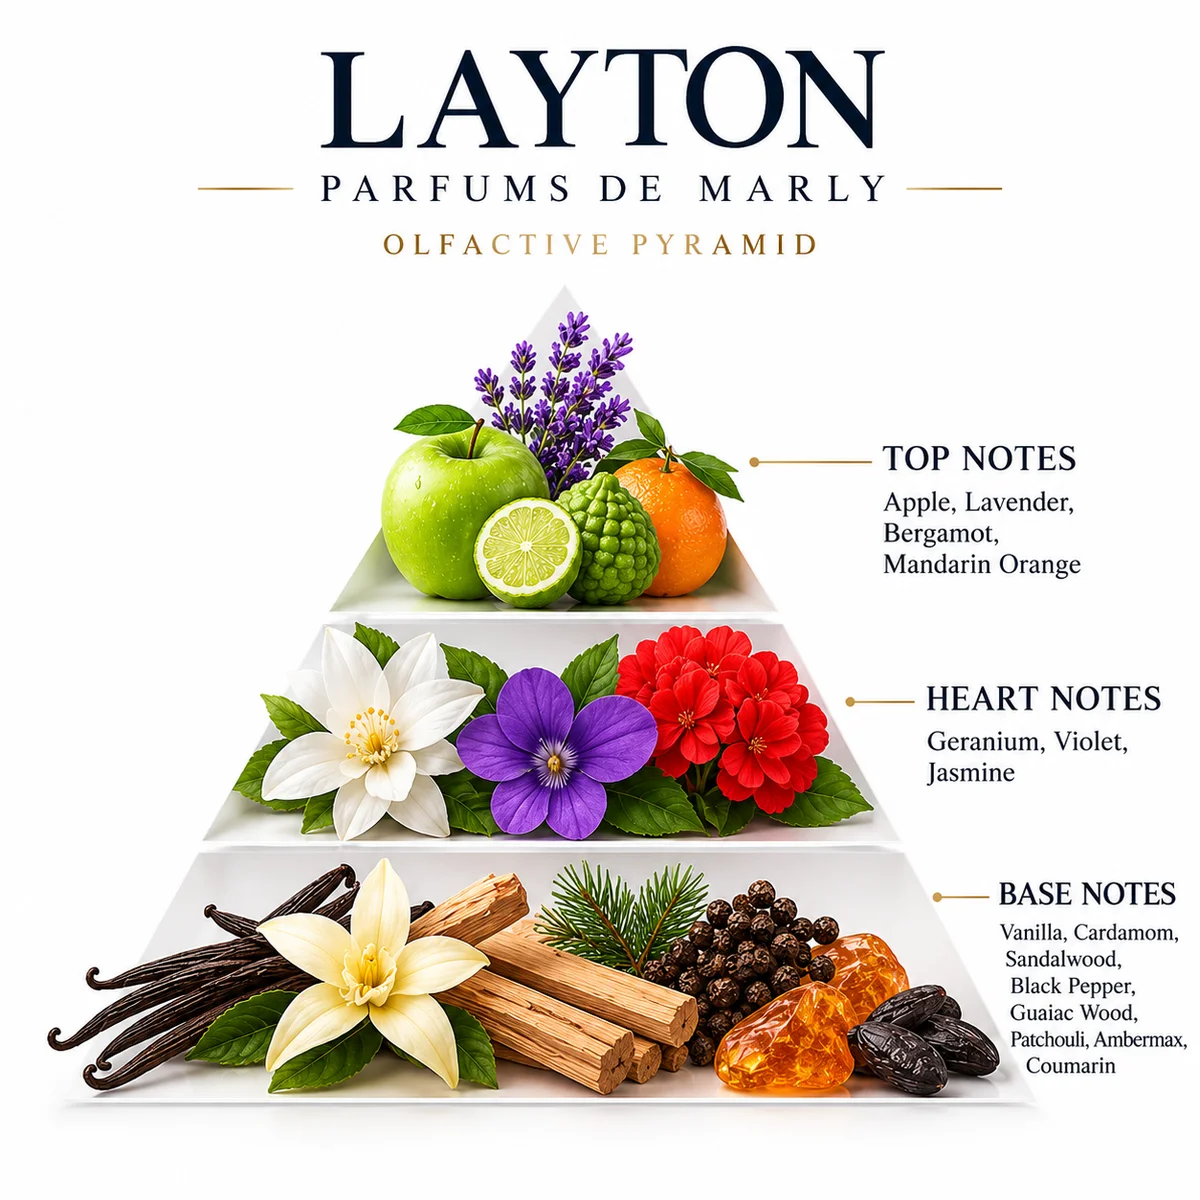 LAYTON
PARFUMS DE MARLY
OLFACTIVE PYRAMID
TOP NOTES
Apple, Lavender,
Bergamot,
Mandarin Orange
HEART NOTES
Geranium, Violet,
Jasmine
BASE NOTES
Vanilla, Cardamom,
Sandalwood,
Black Pepper,
Guaiac Wood,
Patchouli, Ambermax,
Coumarin